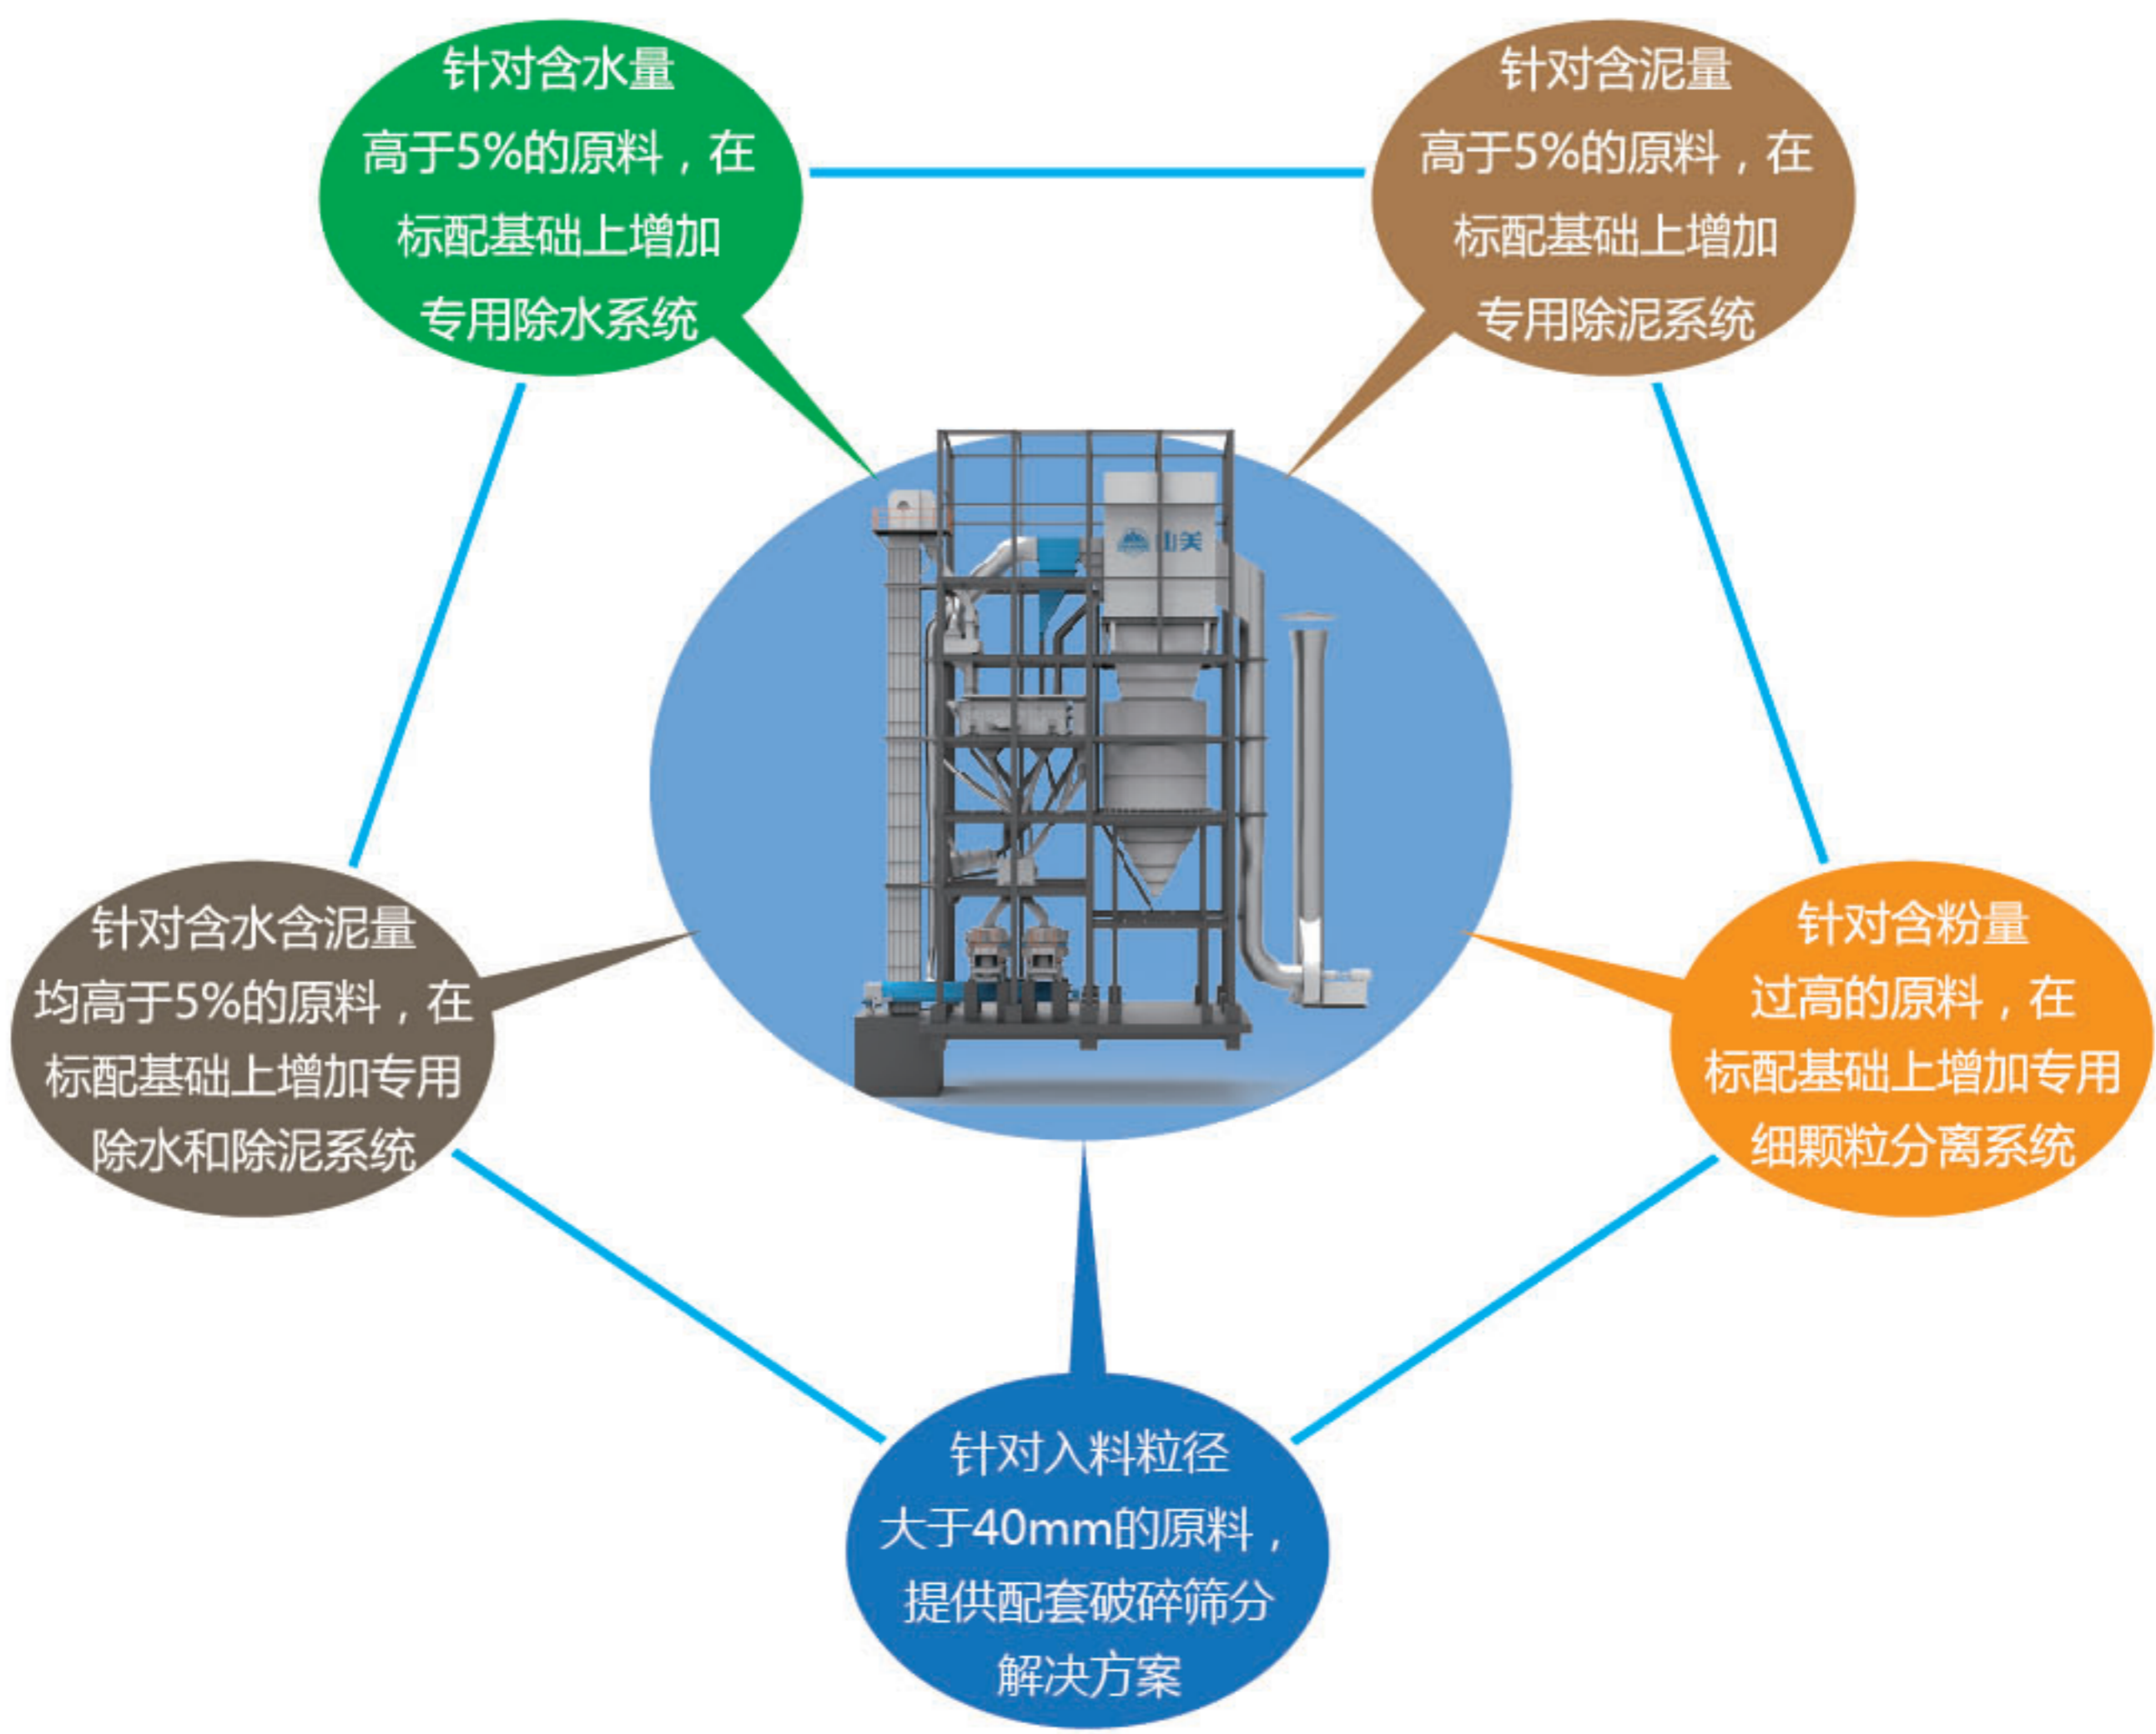 针对含水量
高于5%的原料，在
标配基础上增加
专用除水系统
针对含泥量
高于5%的原料，在
标配基础上增加
专用除泥系统
山美
针对含水含泥量
均高于5%的原料，在
标配基础上增加专用
除水和除泥系统
针对含粉量
过高的原料，在
标配基础上增加专用
细颗粒分离系统
针对入料粒径
大于40mm的原料，
提供配套破碎筛分
解决方案